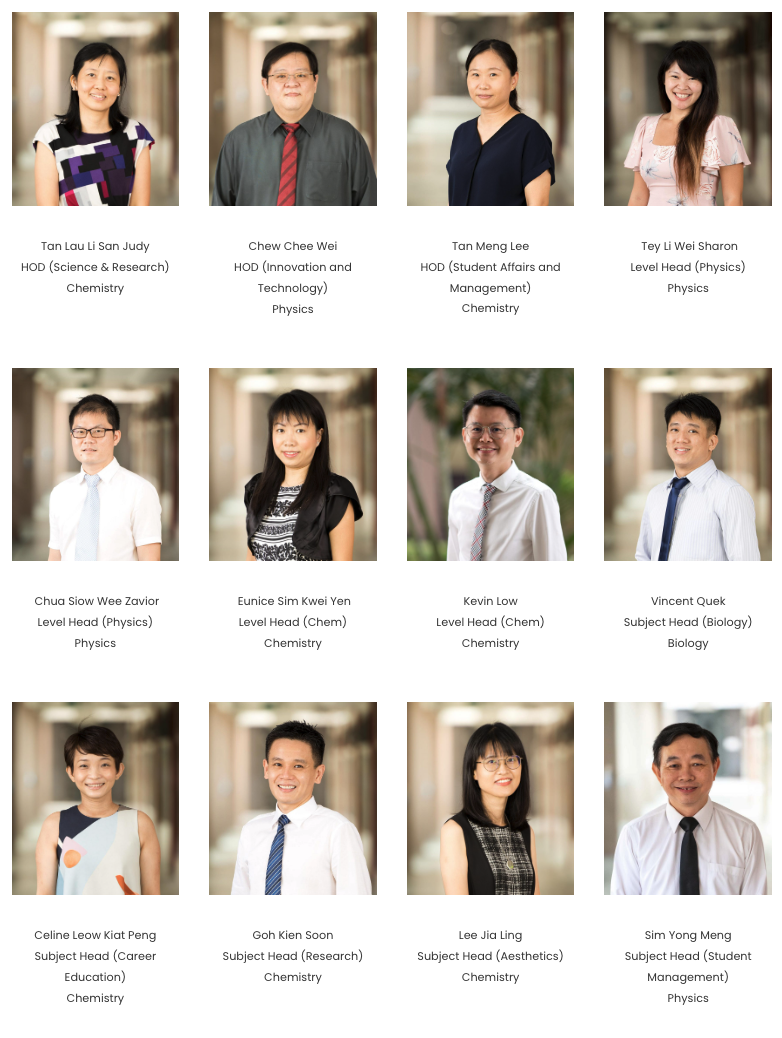 Tan Lau Li San Judy
HOD (Science & Research)
Chemistry
Chew Chee Wei
HOD (Innovation and
Technology)
Physics
Tan Meng Lee
HOD (Student Affairs and
Management)
Chemistry
Tey Li Wei Sharon
Level Head (Physics)
Physics
Chua Siow Wee Zavior
Level Head (Physics)
Physics
Eunice Sim Kwei Yen
Level Head (Chem)
Chemistry
Kevin Low
Level Head (Chem)
Chemistry
Vincent Quek
Subject Head (Biology)
Biology
Celine Leow Kiat Peng
Subject Head (Career
Education)
Chemistry
Goh Kien Soon
Subject Head (Research)
Chemistry
Lee Jia Ling
Subject Head (Aesthetics)
Chemistry
Sim Yong Meng
Subject Head (Student
Management)
Physics